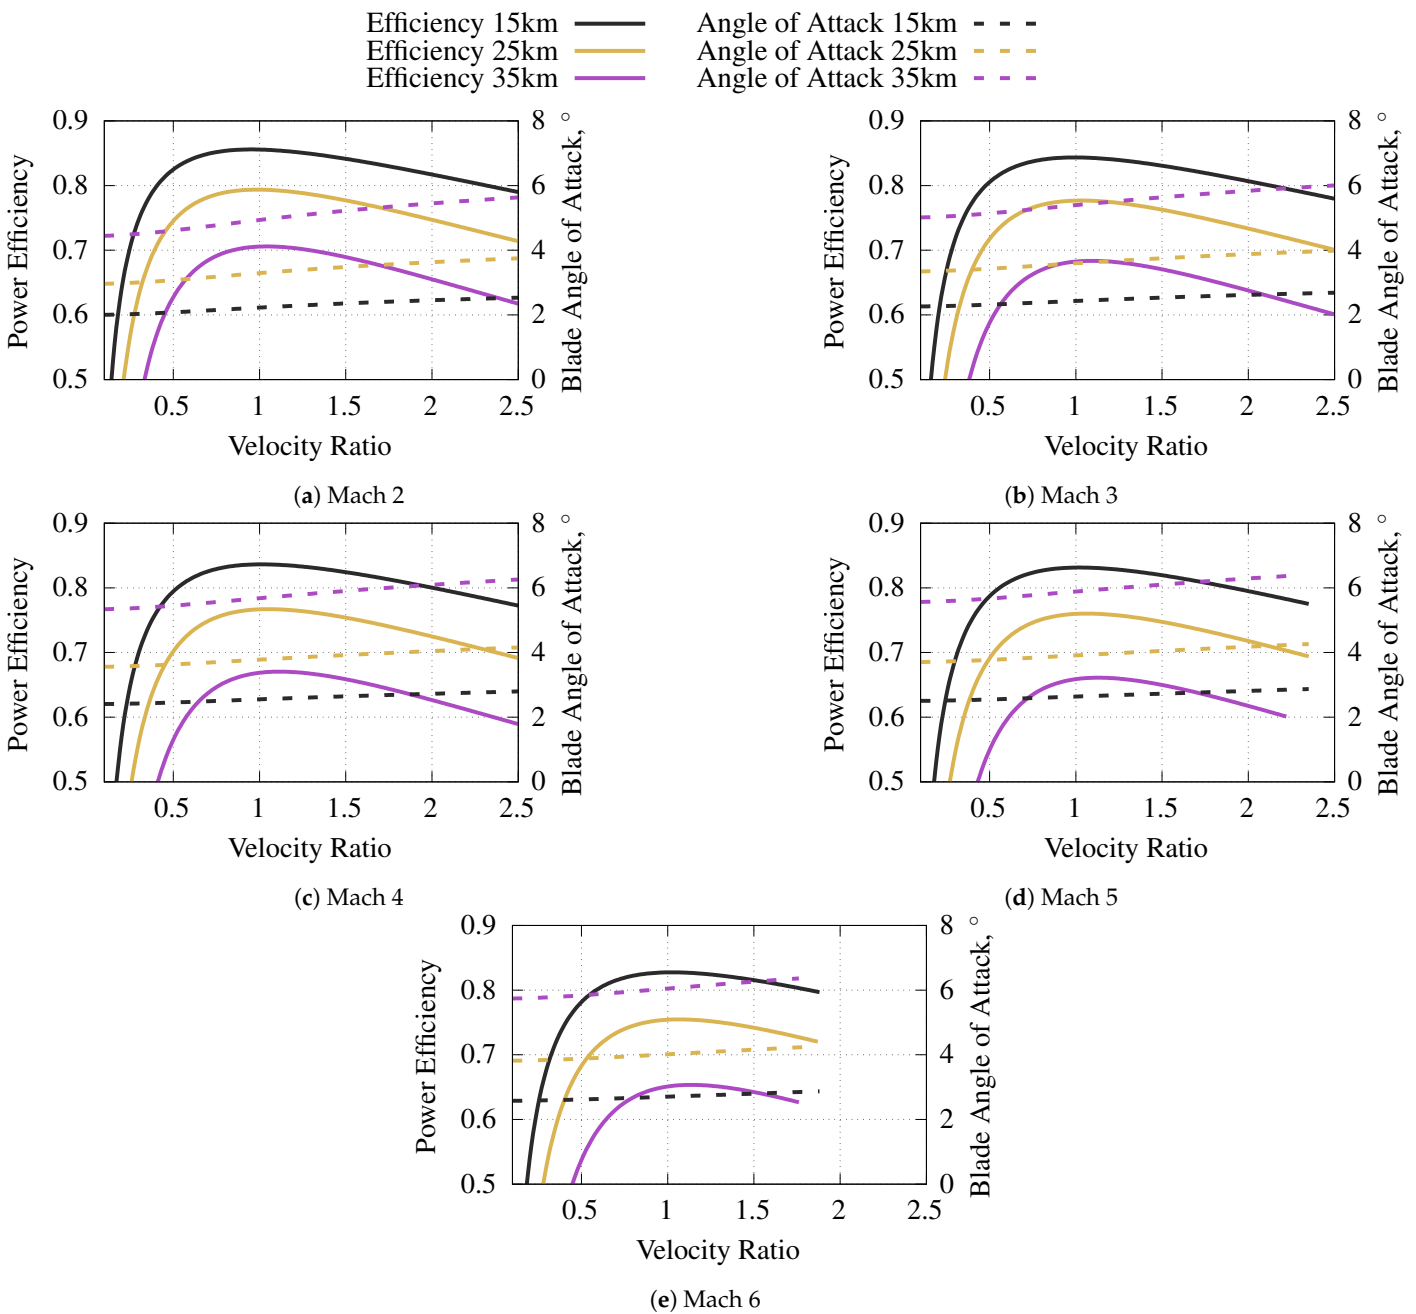 Efficiency 15km Angle of Attack 15km
Efficiency 25km Angle of Attack 25km
Efficiency 35km Angle of Attack 35km
0.9
0.8
0.7
0.6
0.5
Power Efficiency
0.5 1 1.5 2 2.5
Velocity Ratio
8
6
4
2
0
Blade Angle of Attack, °
(a) Mach 2
0.9
0.8
0.7
0.6
0.5
Power Efficiency
0.5 1 1.5 2 2.5
Velocity Ratio
8
6
4
2
0
Blade Angle of Attack, °
(b) Mach 3
0.9
0.8
0.7
0.6
0.5
Power Efficiency
0.5 1 1.5 2 2.5
Velocity Ratio
8
6
4
2
0
Blade Angle of Attack, °
(c) Mach 4
0.9
0.8
0.7
0.6
0.5
Power Efficiency
0.5 1 1.5 2 2.5
Velocity Ratio
8
6
4
2
0
Blade Angle of Attack, °
(d) Mach 5
0.9
0.8
0.7
0.6
0.5
Power Efficiency
0.5 1 1.5 2 2.5
Velocity Ratio
8
6
4
2
0
Blade Angle of Attack, °
(e) Mach 6